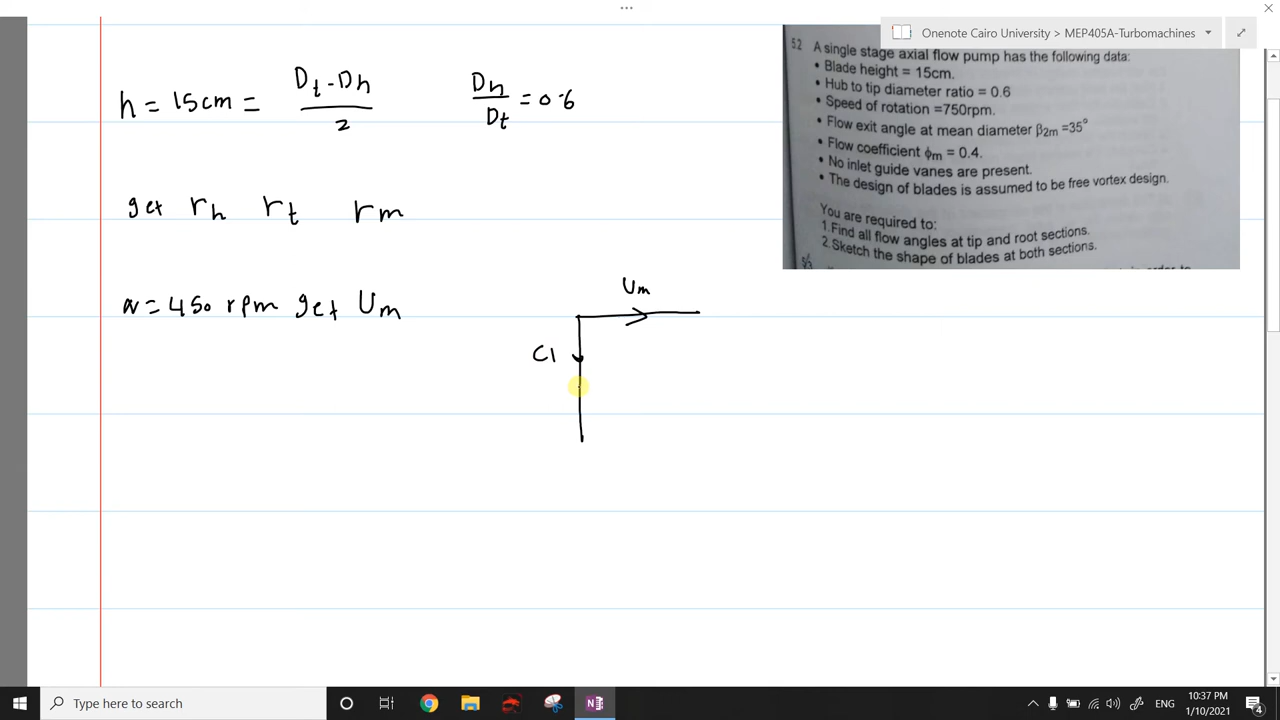 Onenote Cairo University > MEP405A-Turbomachines
52 A single stage axial flow pump has the following data:
• Blade height = 15cm.
• Hub to tip diameter ratio = 0.6
• Speed of rotation =750rpm.
• Flow exit angle at mean diameter β2m =35°
• Flow coefficient ϕm = 0.4.
• No inlet guide vanes are present.
• The design of blades is assumed to be free vortex design.
You are required to:
1.Find all flow angles at tip and root sections.
2.Sketch the shape of blades at both sections.
h = 15cm = Dt - Dh / 2
Dh / Dt = 0.6
get rh rt rm
n = 450 rpm get Um
Um
C1
Type here to search
ENG
10:37 PM
1/10/2021
4